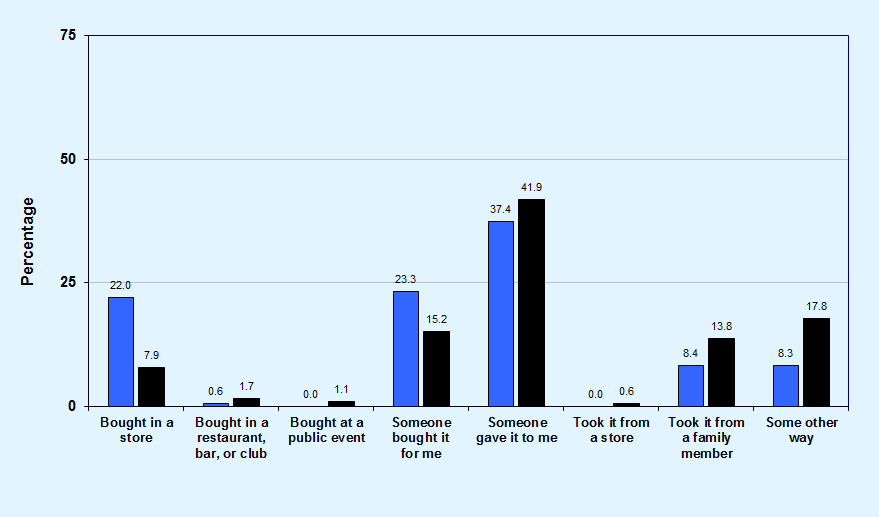 75
50
25
0
Percentage
22.0
7.9
0.6
1.7
0.0
1.1
23.3
15.2
37.4
41.9
0.0
0.6
8.4
13.8
8.3
17.8
Bought in a
store
Bought in a
restaurant,
bar, or club
Bought at a
public event
Someone
bought it
for me
Someone
gave it to me
Took it from
a store
Took it from
a family
member
Some other
way